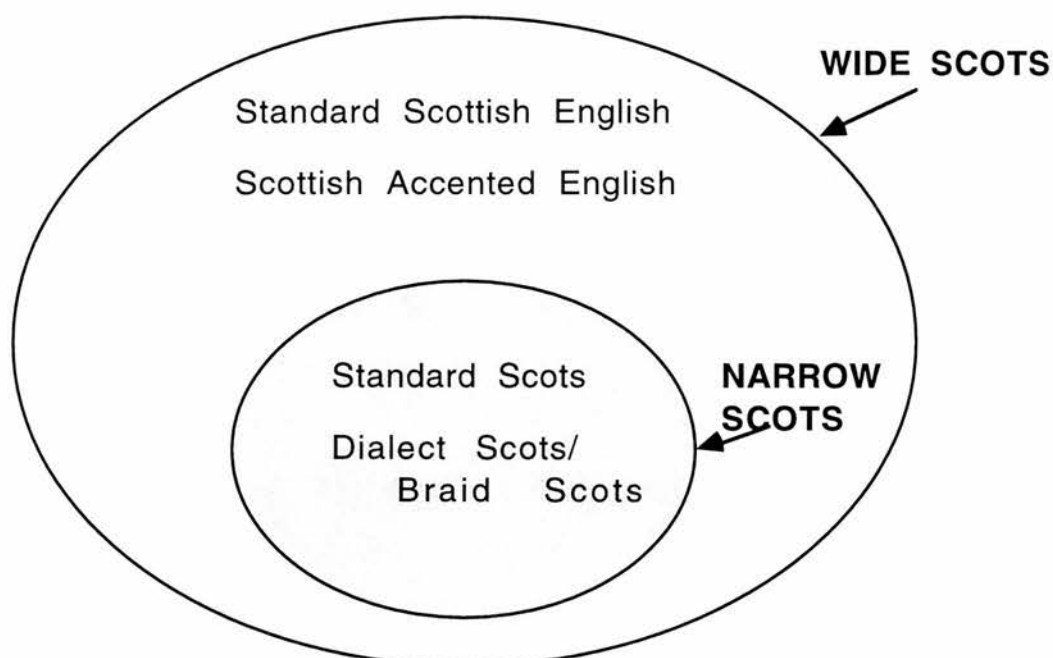 WIDE SCOTS
Standard Scottish English
Scottish Accented English
Standard Scots
NARROW
SCOTS
Dialect Scots/
Braid Scots